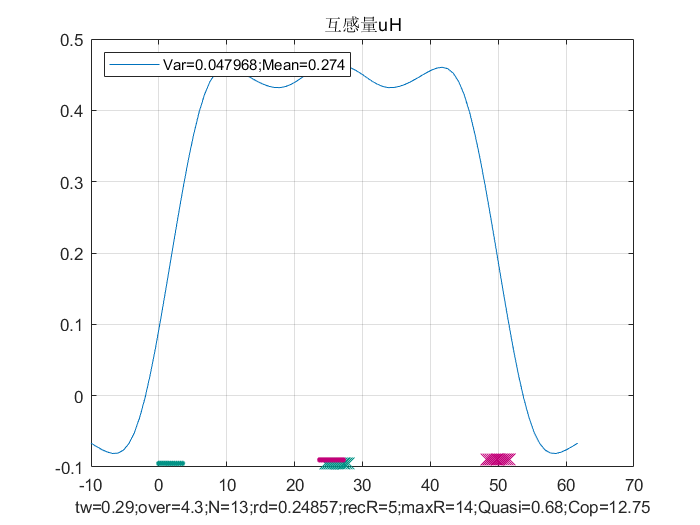 互感量uH
Var=0.047968;Mean=0.274
0.5
0.4
0.3
0.2
0.1
0
-0.1
-10 0 10 20 30 40 50 60 70
tw=0.29;over=4.3;N=13;rd=0.24857;recR=5;maxR=14;Quasi=0.68;Cop=12.75